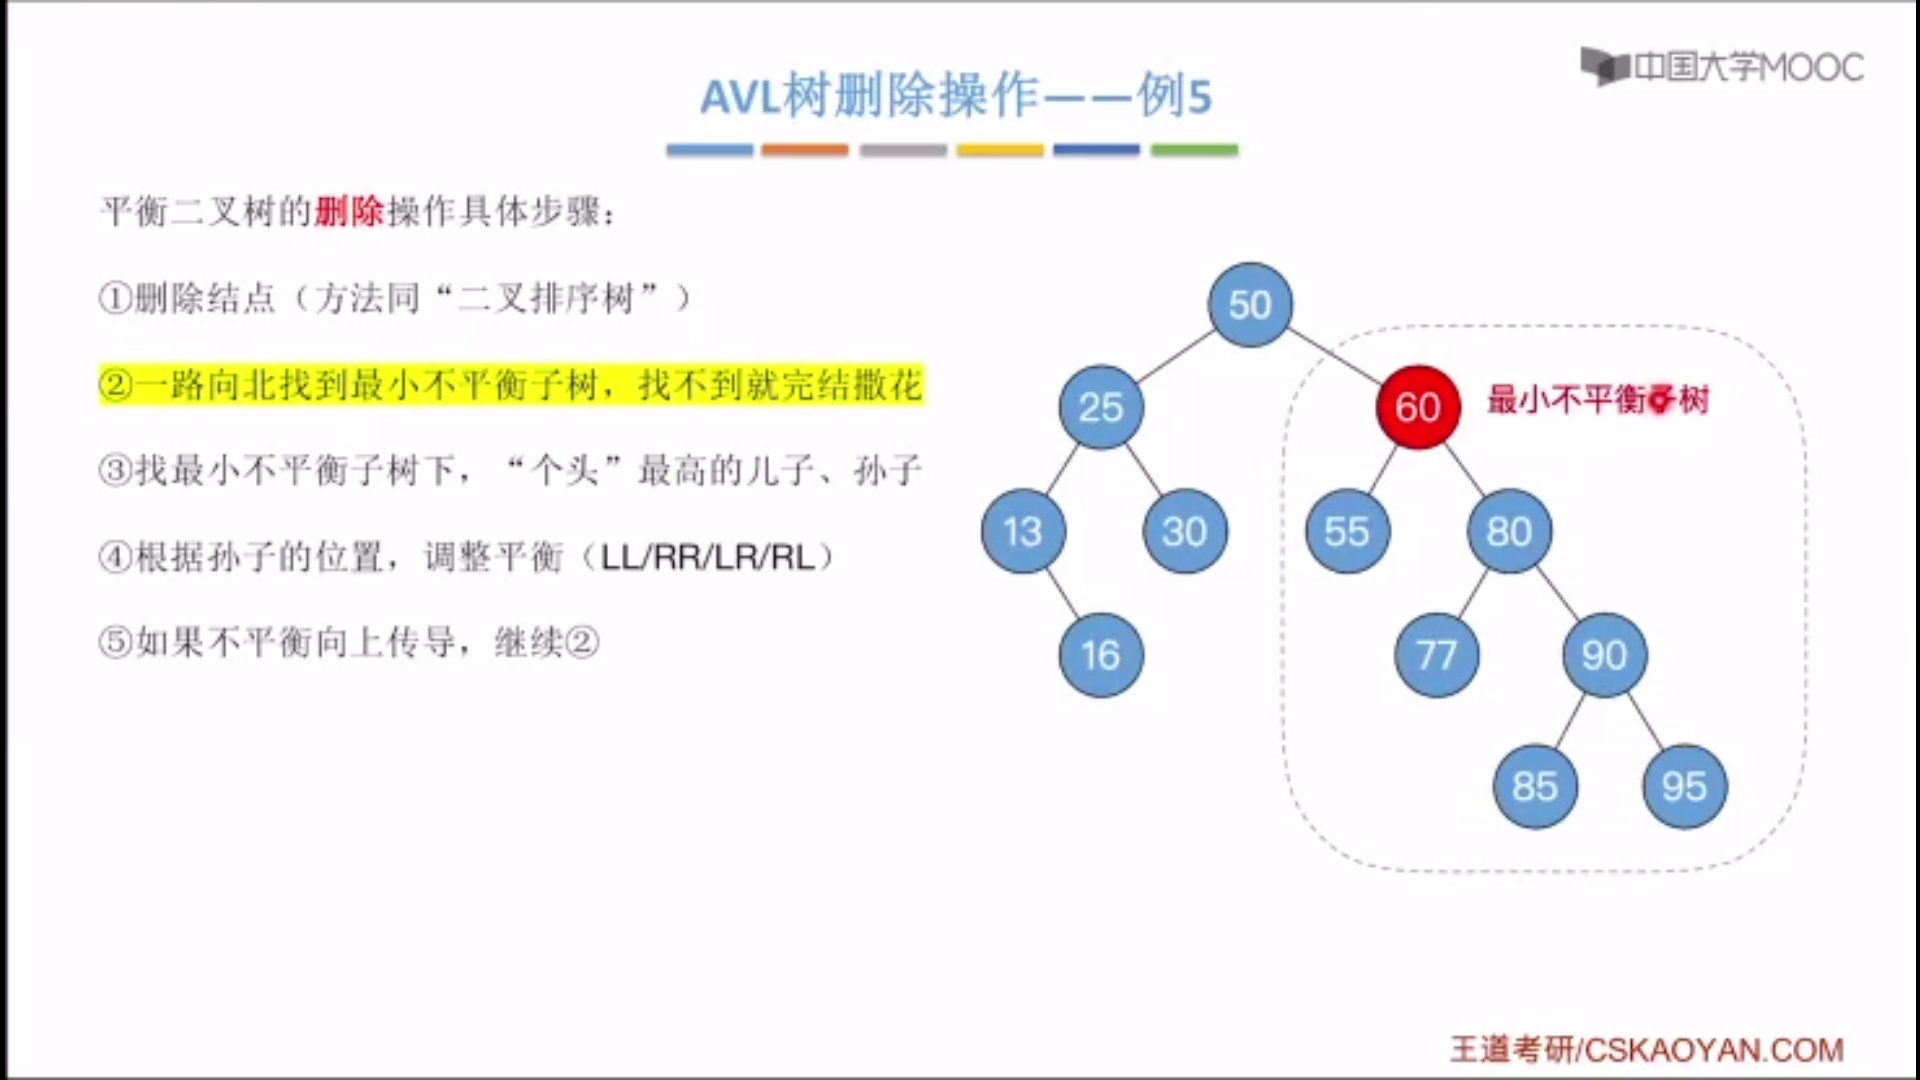 中国大学MOOC
AVL树删除操作——例5
平衡二叉树的删除操作具体步骤：
①删除结点（方法同“二叉排序树”）
②一路向北找到最小不平衡子树，找不到就完结撒花
③找最小不平衡子树下，“个头”最高的儿子、孙子
④根据孙子的位置，调整平衡（LL/RR/LR/RL）
⑤如果不平衡向上传导，继续②
50
25
60
最小不平衡子树
13
30
55
80
16
77
90
85
95
王道考研/CSKAOYAN.COM